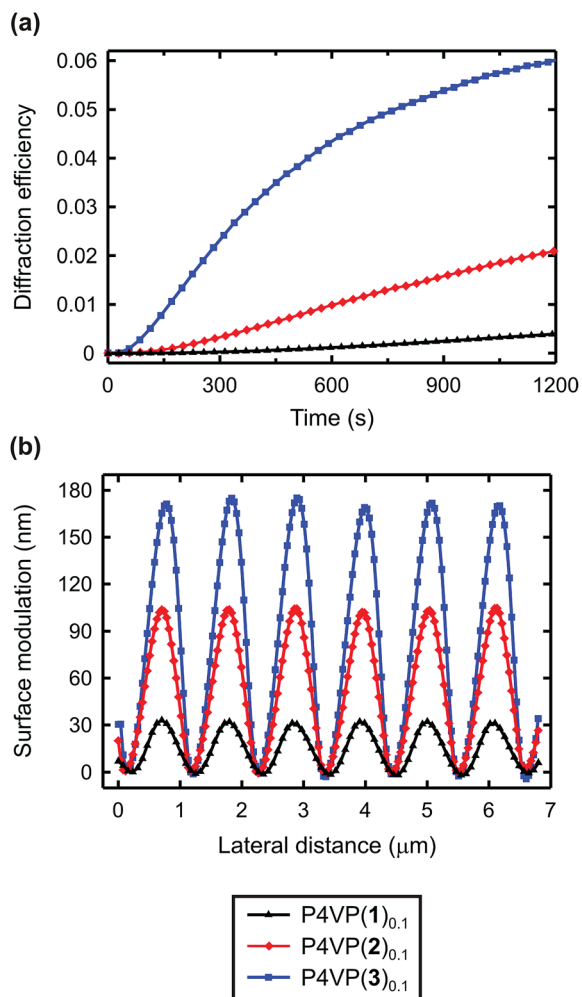 (a)
0.06
0.05
0.04
0.03
0.02
0.01
0
Diffraction efficiency
0 300 600 900 1200
Time (s)
(b)
180
150
120
90
60
30
0
Surface modulation (nm)
0 1 2 3 4 5 6 7
Lateral distance (μm)
P4VP(1)0.1
P4VP(2)0.1
P4VP(3)0.1